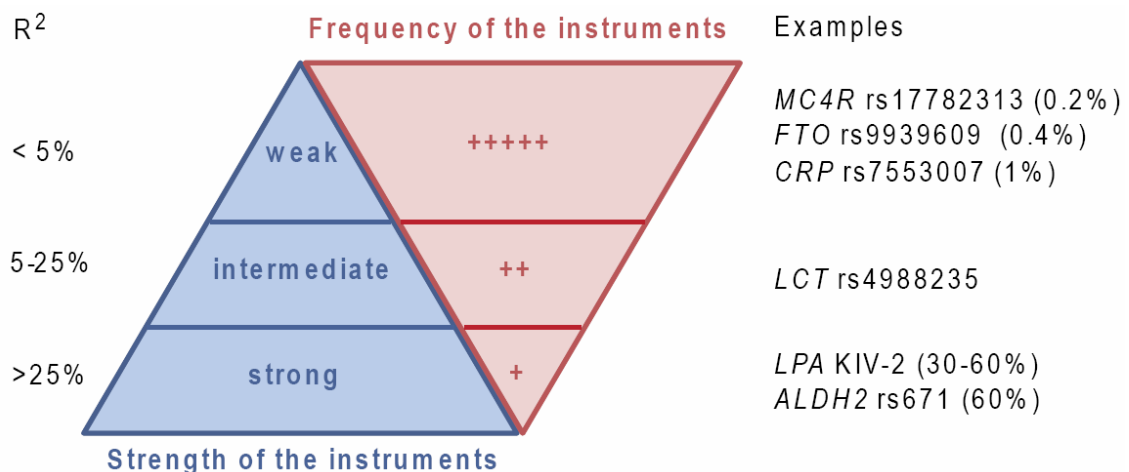 R²
Frequency of the instruments
Examples
< 5%
weak
+++++
MC4R rs17782313 (0.2%)
FTO rs9939609 (0.4%)
CRP rs7553007 (1%)
5-25%
intermediate
++
LCT rs4988235
>25%
strong
+
LPA KIV-2 (30-60%)
ALDH2 rs671 (60%)
Strength of the instruments